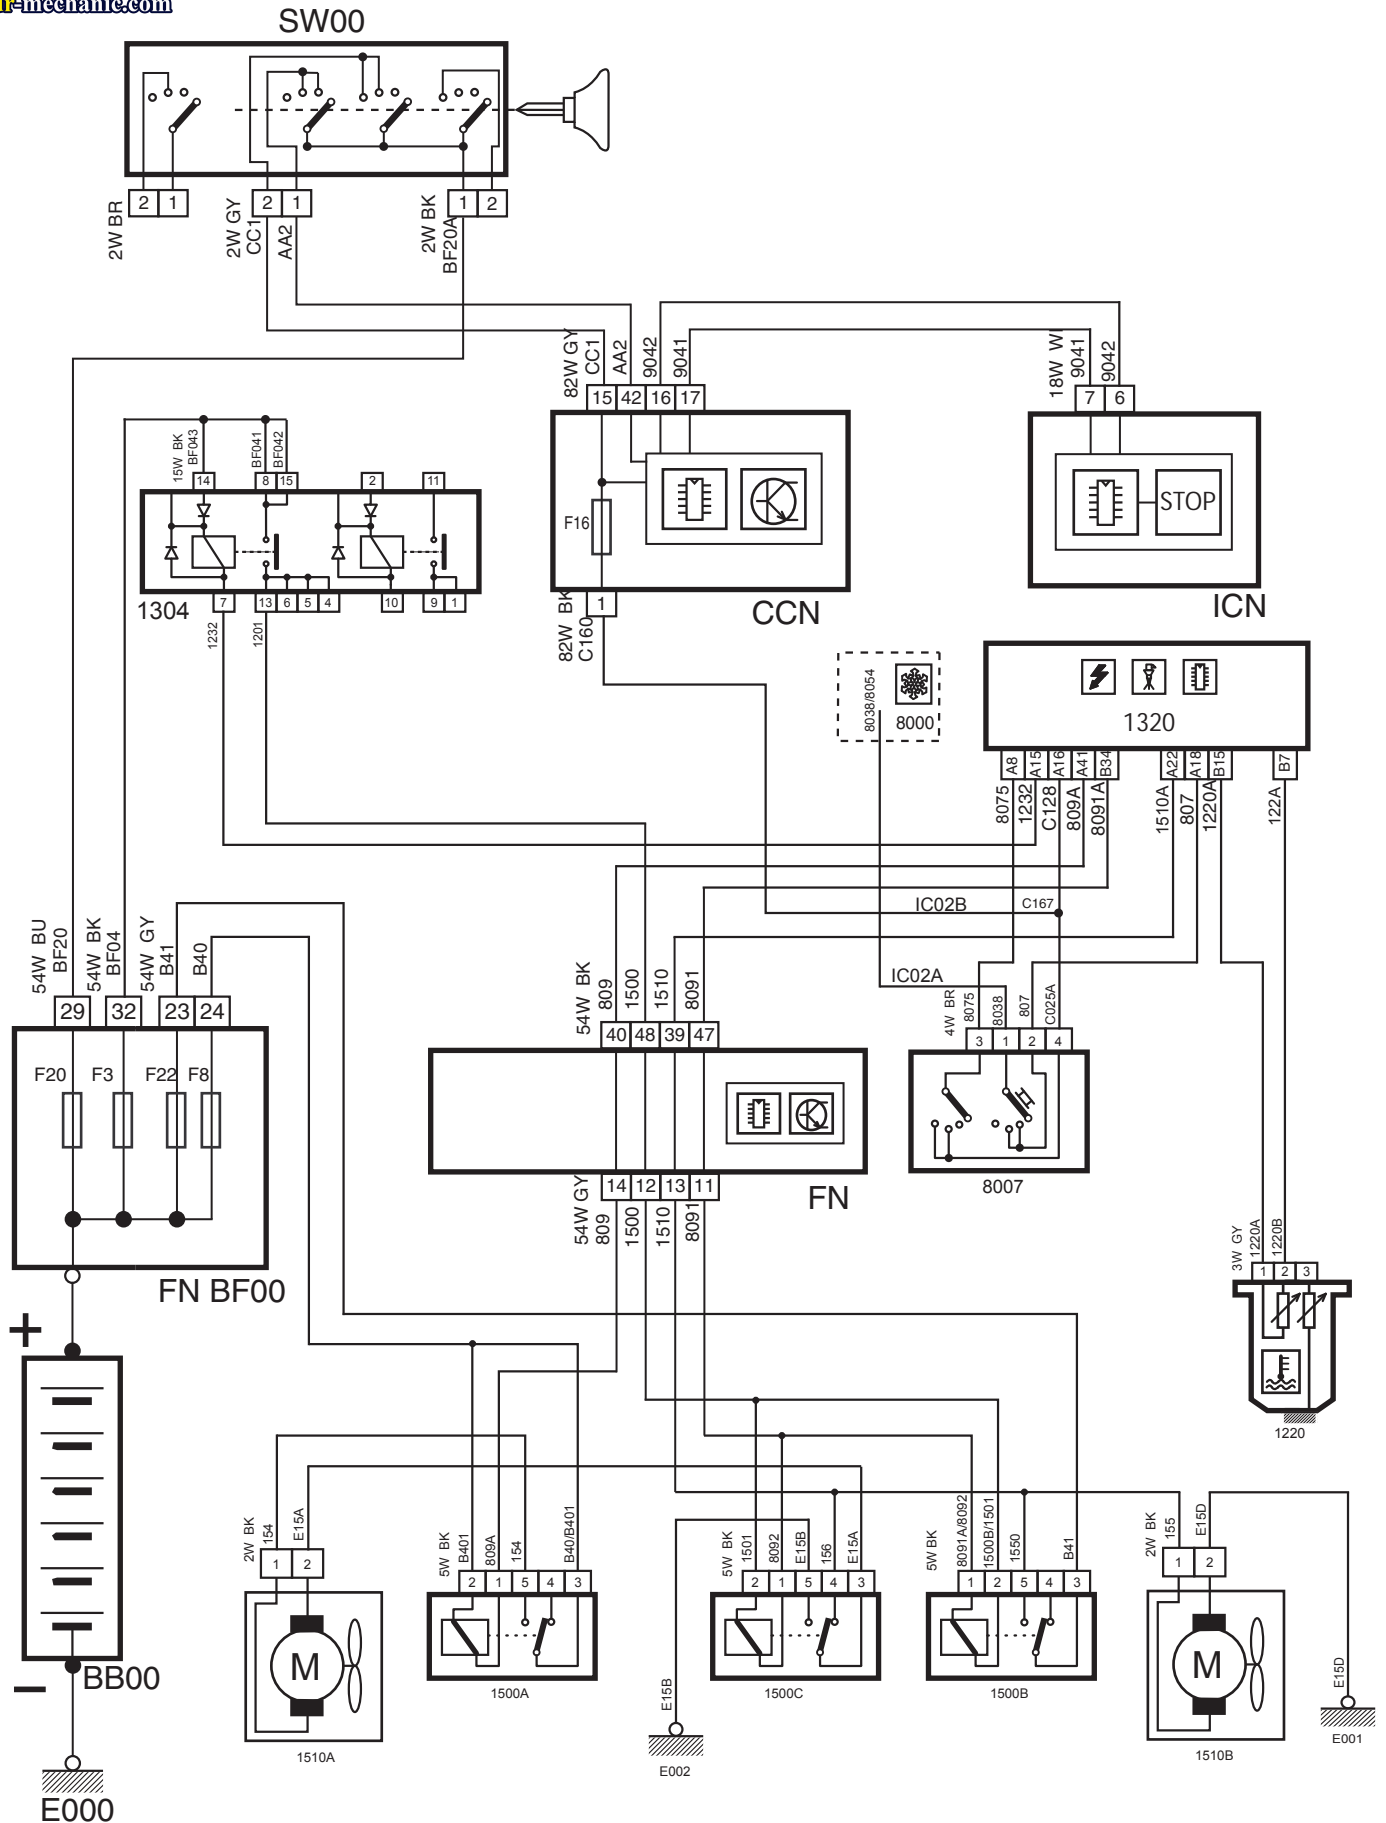 r-mechanic.com
SW00
2 1
2 1
1 2
2W BR
2W GY
CC1
AA2
2W BK
BF20A
82W GY
CC1
AA2
9042
9041
18W
9041
9042
15 42 16 17
7 6
15W BK
BF043
BF041
BF042
14 8 15 2 11
F16
STOP
7 13 6 5 4 10 9 1
1304
1232
1201
1
CCN
ICN
82W BK
C160
8038/8054
8000
1320
A8 A15 A16 A41 B34 A22 A18 B15 B7
8075
1232
C128
809A
8091A
1510A
807
1220A
122A
IC02B
C167
IC02A
54W BU
BF20
54W BK
BF04
54W GY
B41
B40
29 32 23 24
54W BK
809
1500
1510
8091
40 48 39 47
4W BR
8075
8038
807
C025A
3 1 2 4
F20 F3 F22 F8
14 12 13 11
FN
8007
54W GY
809
1500
1510
8091
FN BF00
3W GY
1220A
1220B
1 2 3
+
1220
BB00
−
E000
2W BK
154
E15A
1 2
M
1510A
5W BK
B401
809A
154
B40/B401
2 1 5 4 3
1500A
E15B
E002
5W BK
1501
8092
E15B
156
E15A
2 1 5 4 3
1500C
5W BK
8091A/8092
1500B/1501
1550
B41
1 2 5 4 3
1500B
2W BK
155
E15D
1 2
M
1510B
E15D
E001